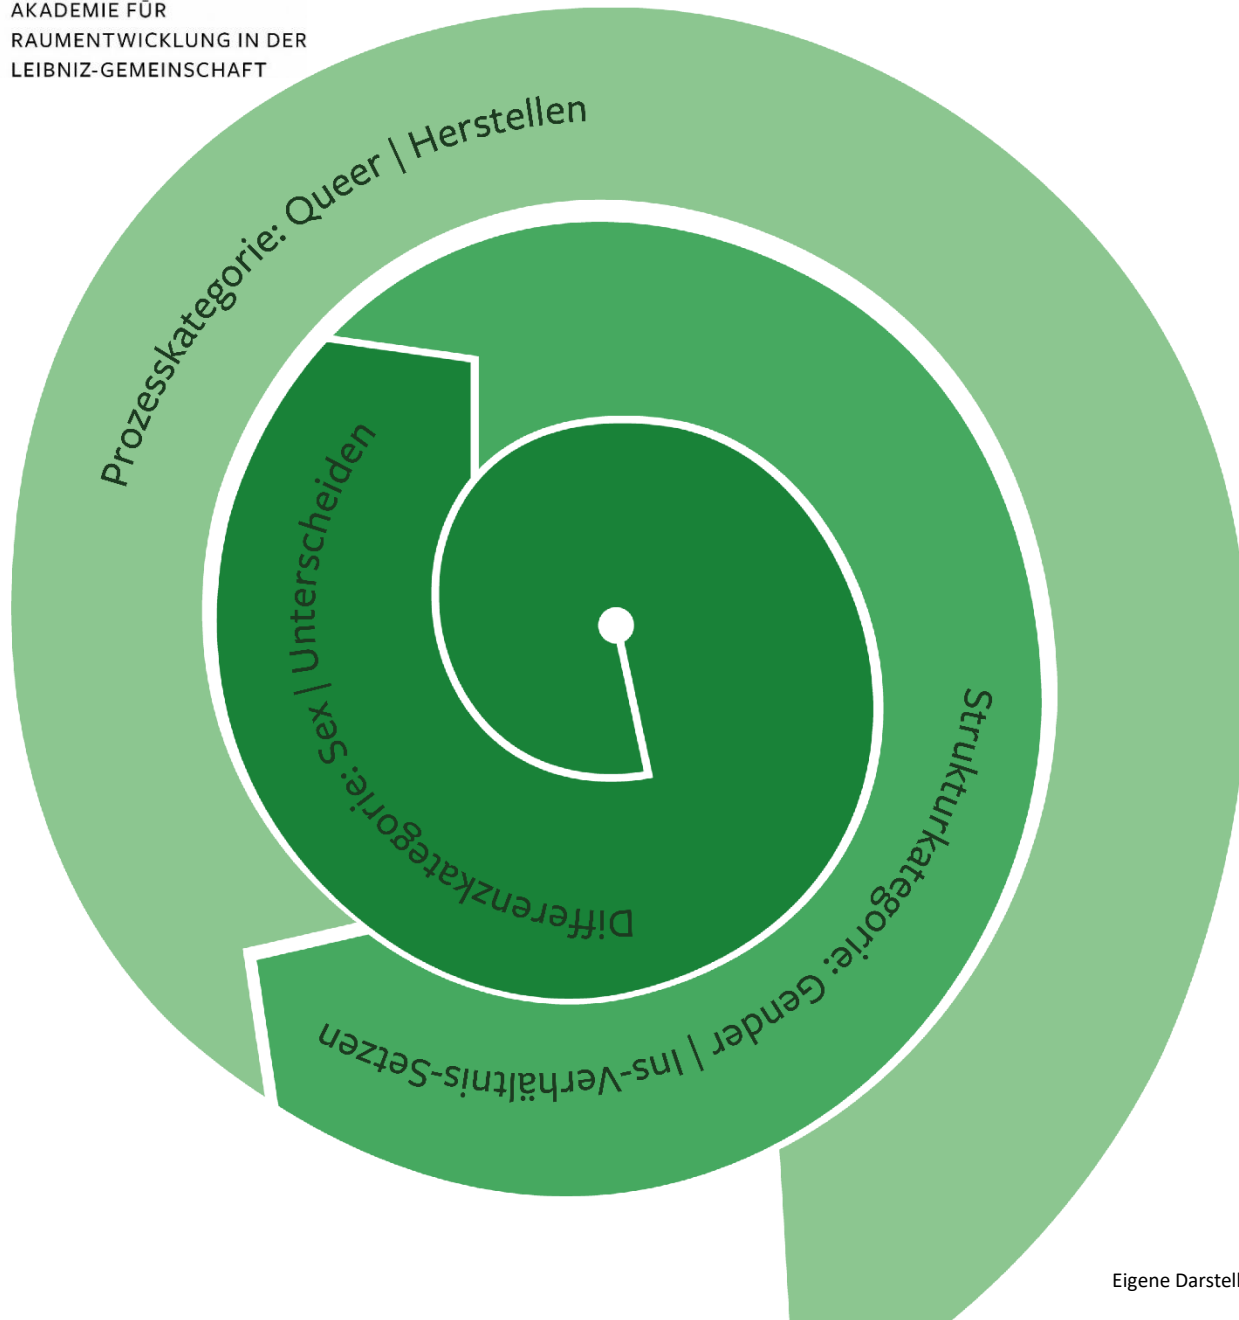 AKADEMIE FÜR
RAUMENTWICKLUNG IN DER
LEIBNIZ-GEMEINSCHAFT
Prozesskategorie: Queer | Herstellen
Differenzkategorie: Sex | Unterscheiden
Strukturkategorie: Gender | Ins-Verhältnis-Setzen
Eigene Darstell